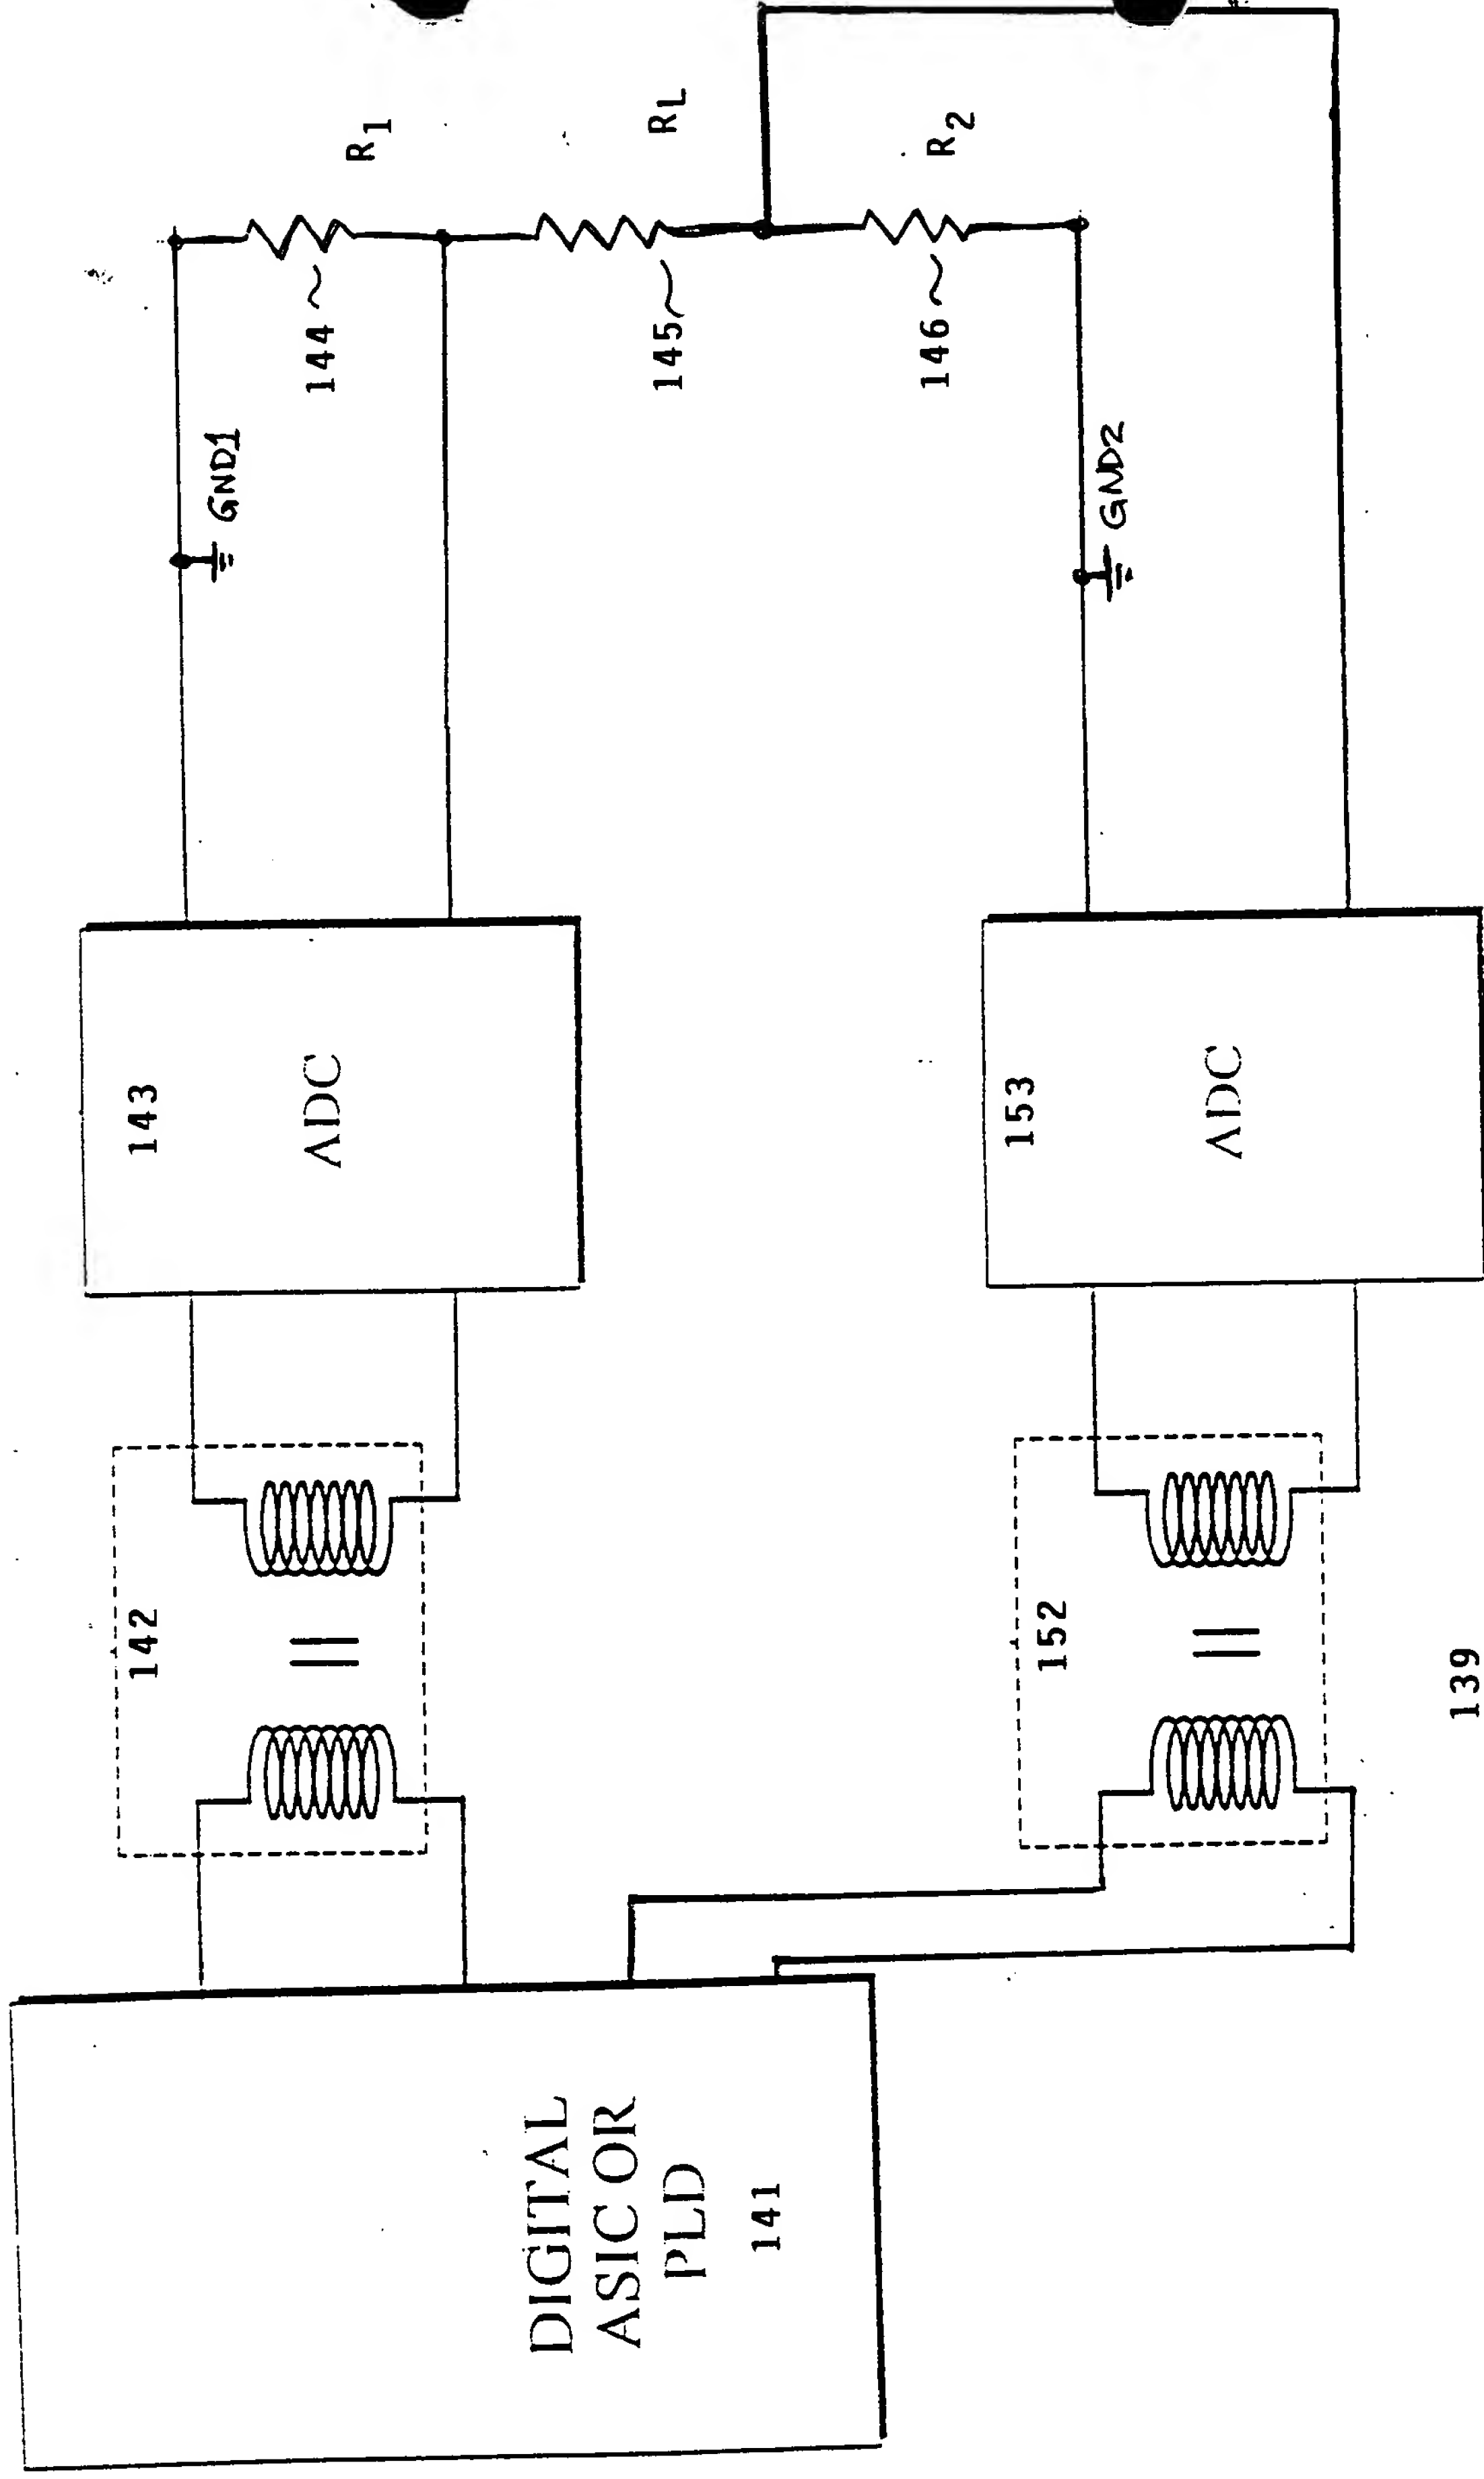 R1
RL
R2
144
145
146
GND1
GND2
143
ADC
153
ADC
142
152
139
DIGITAL
ASIC OR
PLD
141